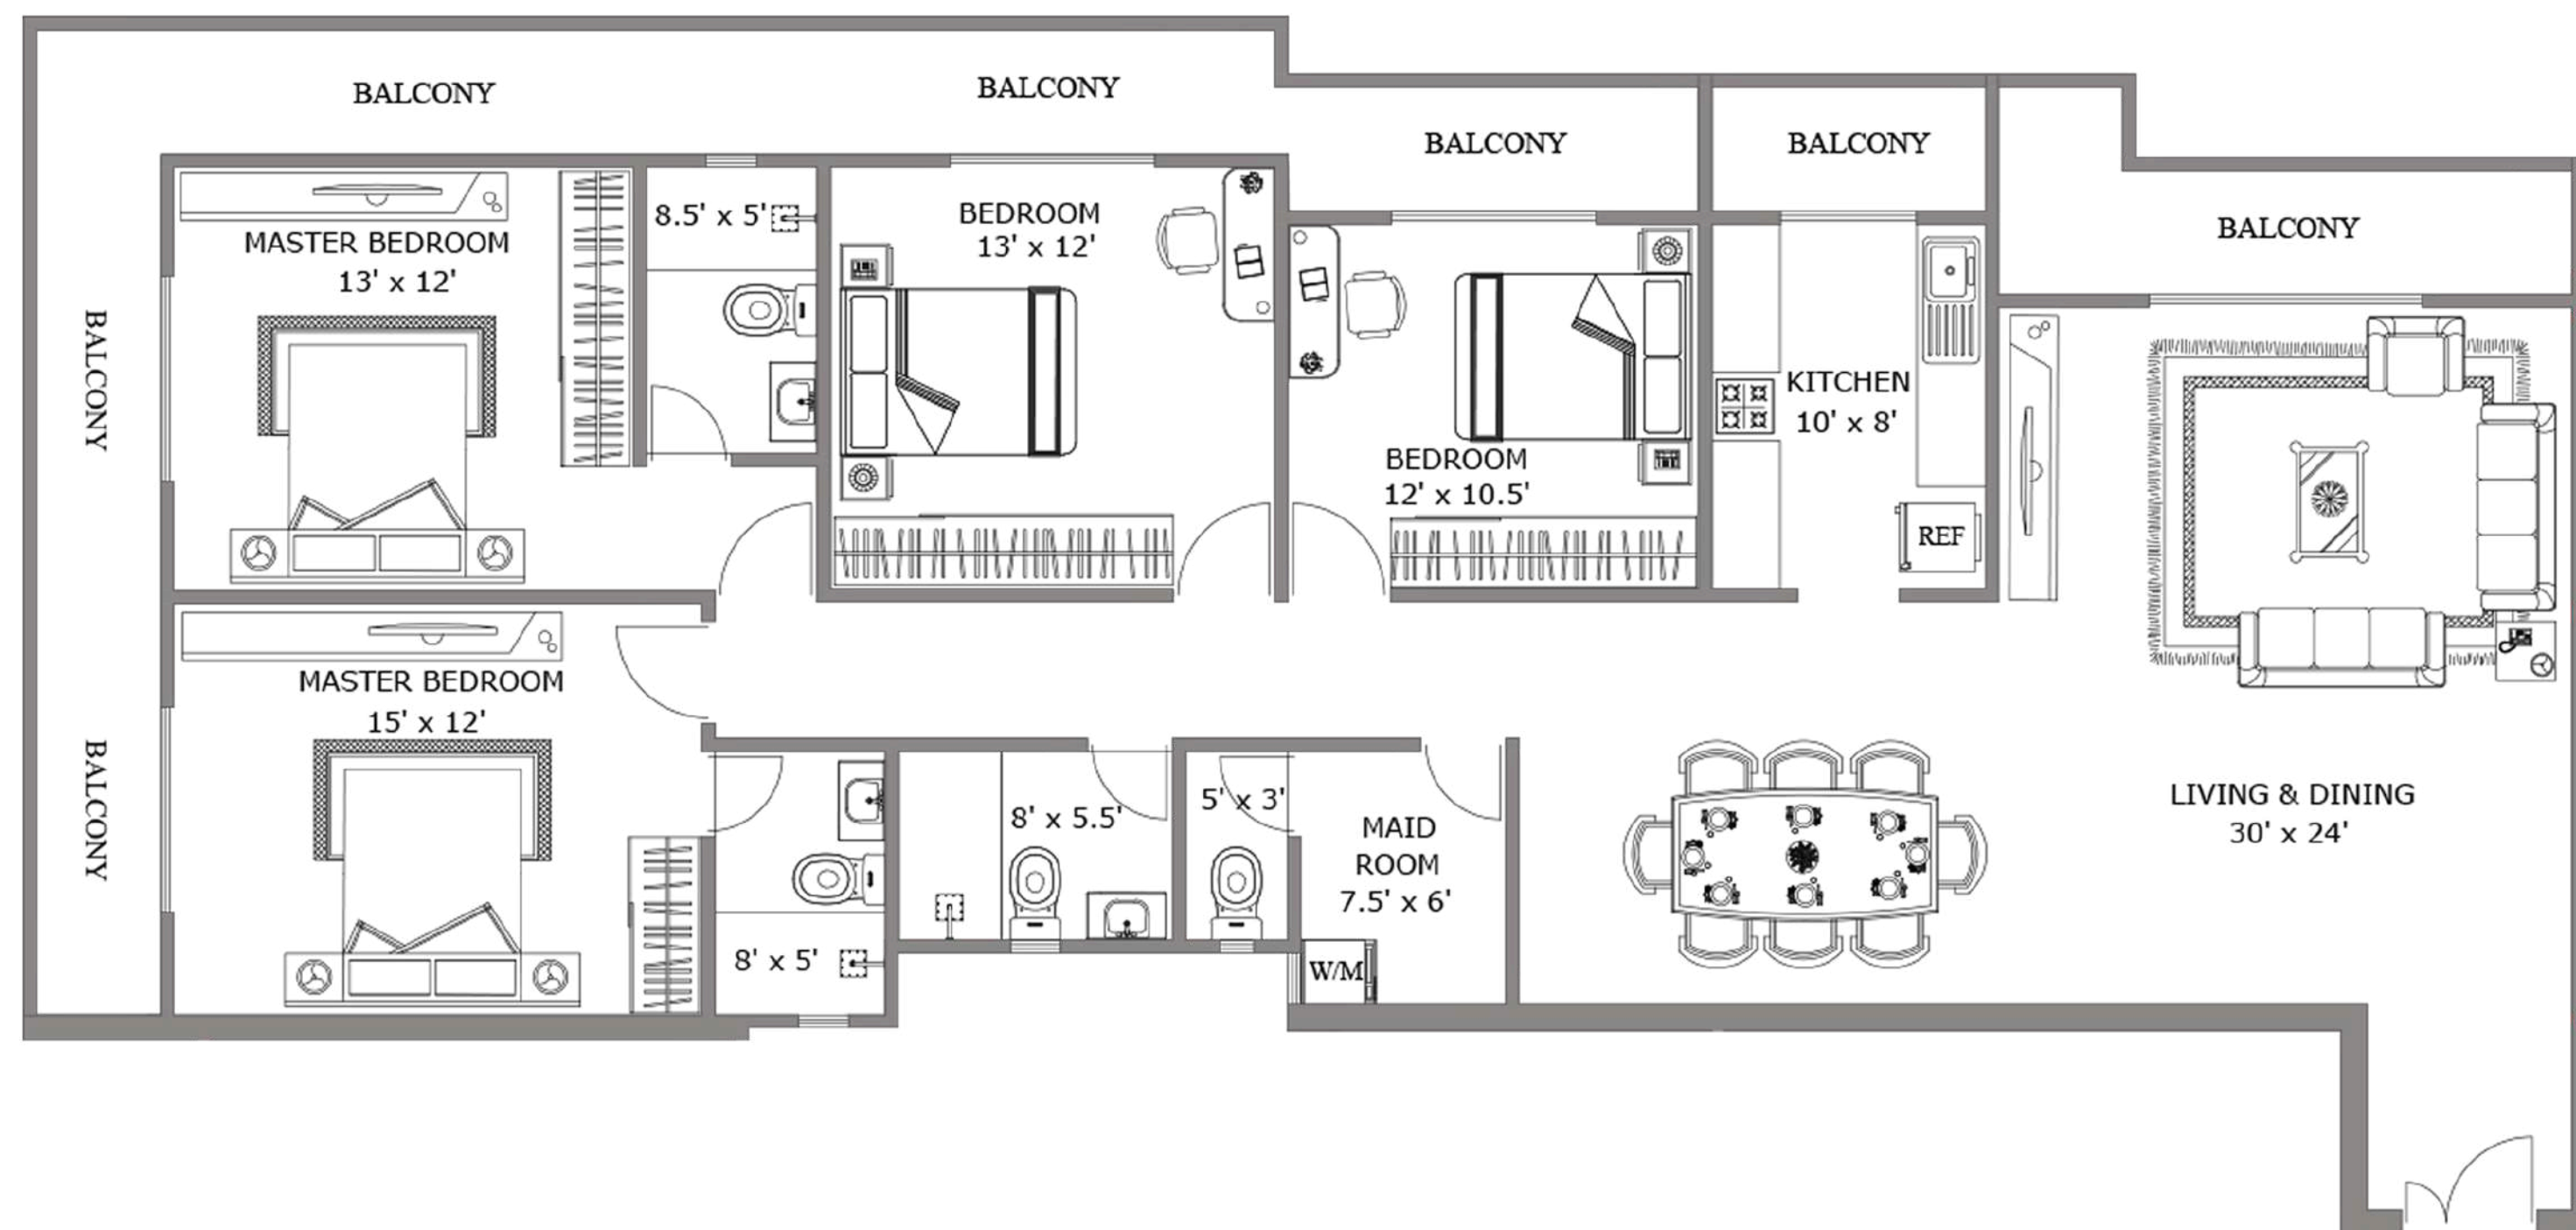 BALCONY
BALCONY
BALCONY
BALCONY
BALCONY
BALCONY
BALCONY
MASTER BEDROOM
13' x 12'
8.5' x 5'
BEDROOM
13' x 12'
BEDROOM
12' x 10.5'
KITCHEN
10' x 8'
REF
MASTER BEDROOM
15' x 12'
8' x 5'
8' x 5.5'
5' x 3'
MAID
ROOM
7.5' x 6'
W/M
LIVING & DINING
30' x 24'